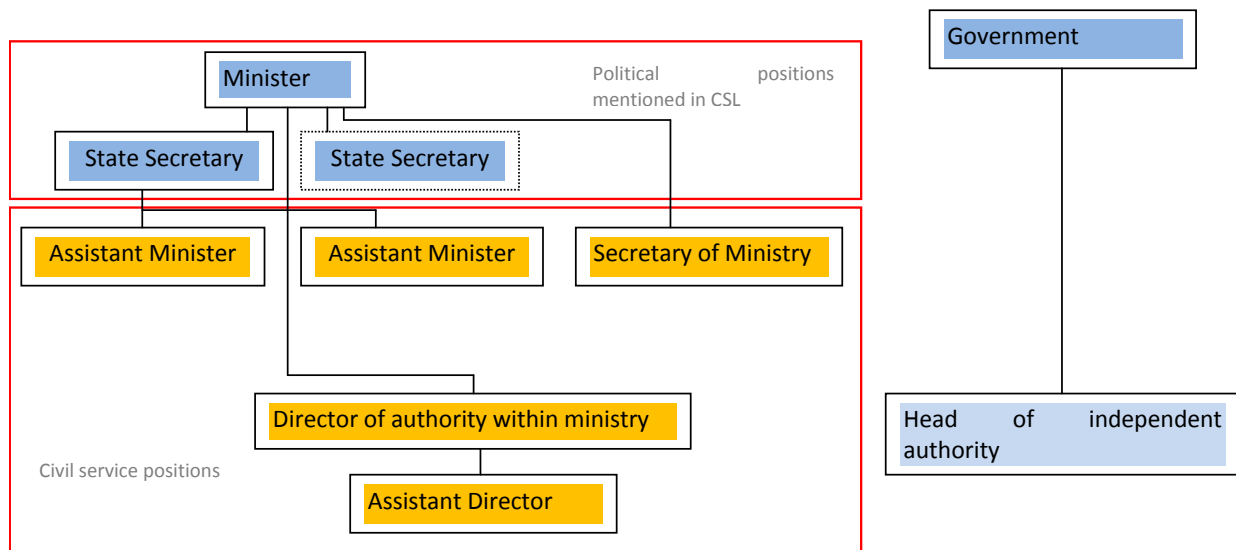 Government
Minister
Political positions
mentioned in CSL
State Secretary
State Secretary
Assistant Minister
Assistant Minister
Secretary of Ministry
Director of authority within ministry
Head of independent
authority
Civil service positions
Assistant Director